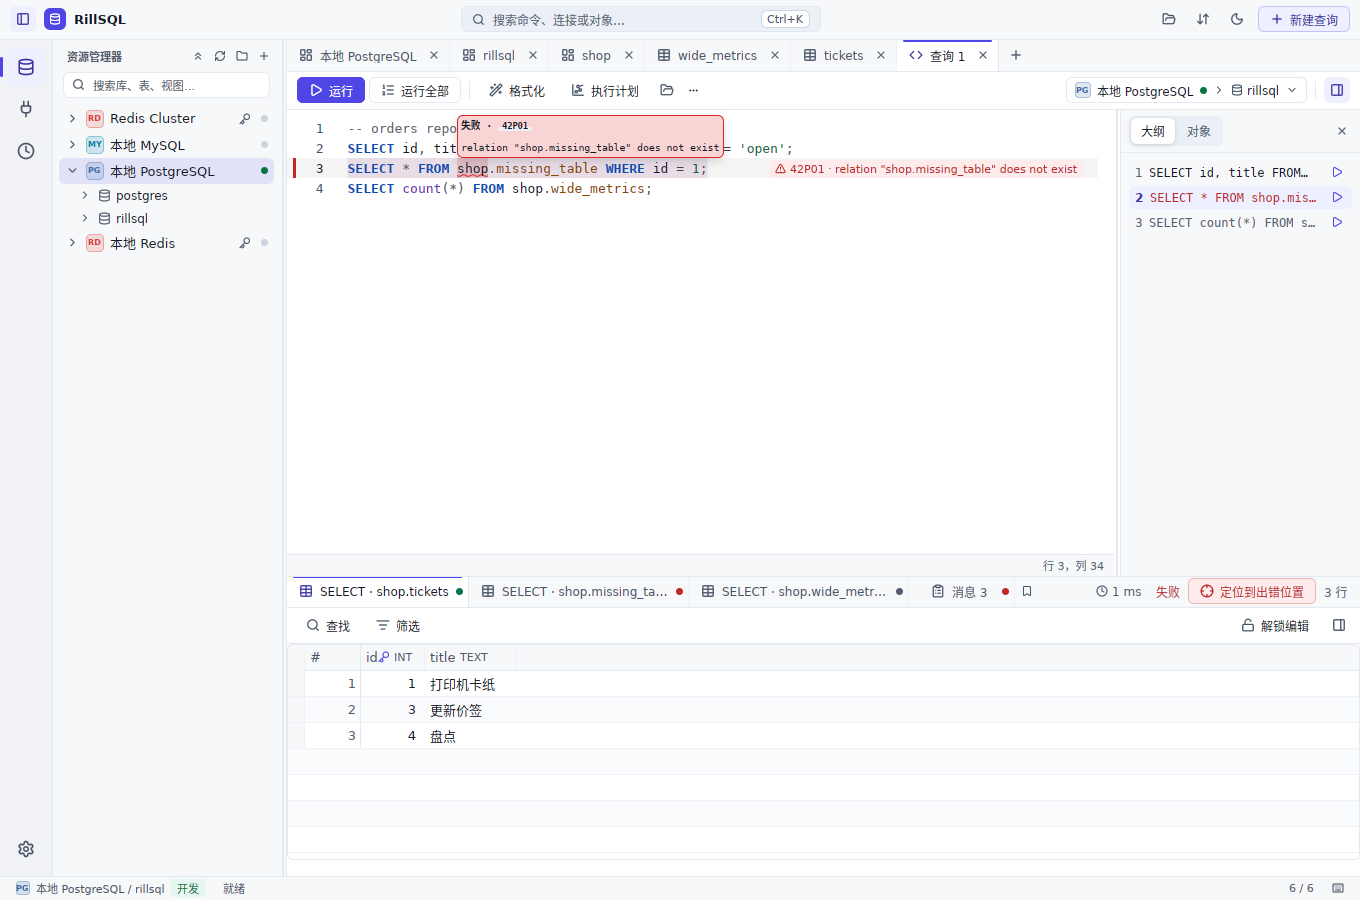 RillSQL
搜索命令、连接或对象...
Ctrl+K
新建查询
资源管理器
搜索库、表、视图...
RD Redis Cluster
MY 本地 MySQL
PG 本地 PostgreSQL
postgres
rillsql
RD 本地 Redis
本地 PostgreSQL
rillsql
shop
wide_metrics
tickets
查询 1
运行
运行全部
格式化
执行计划
PG 本地 PostgreSQL
rillsql
1 -- orders repo
失败 · 42P01
relation "shop.missing_table" does not exist
2 SELECT id, tit = 'open';
3 SELECT * FROM shop.missing_table WHERE id = 1;
42P01 · relation "shop.missing_table" does not exist
4 SELECT count(*) FROM shop.wide_metrics;
行 3，列 34
大纲
对象
1 SELECT id, title FROM…
2 SELECT * FROM shop.mis…
3 SELECT count(*) FROM s…
SELECT · shop.tickets
SELECT · shop.missing_ta...
SELECT · shop.wide_metr...
消息 3
1 ms
失败
定位到出错位置
3 行
查找
筛选
解锁编辑
# id INT title TEXT
1 1 打印机卡纸
2 3 更新价签
3 4 盘点
PG 本地 PostgreSQL / rillsql
开发
就绪
6 / 6